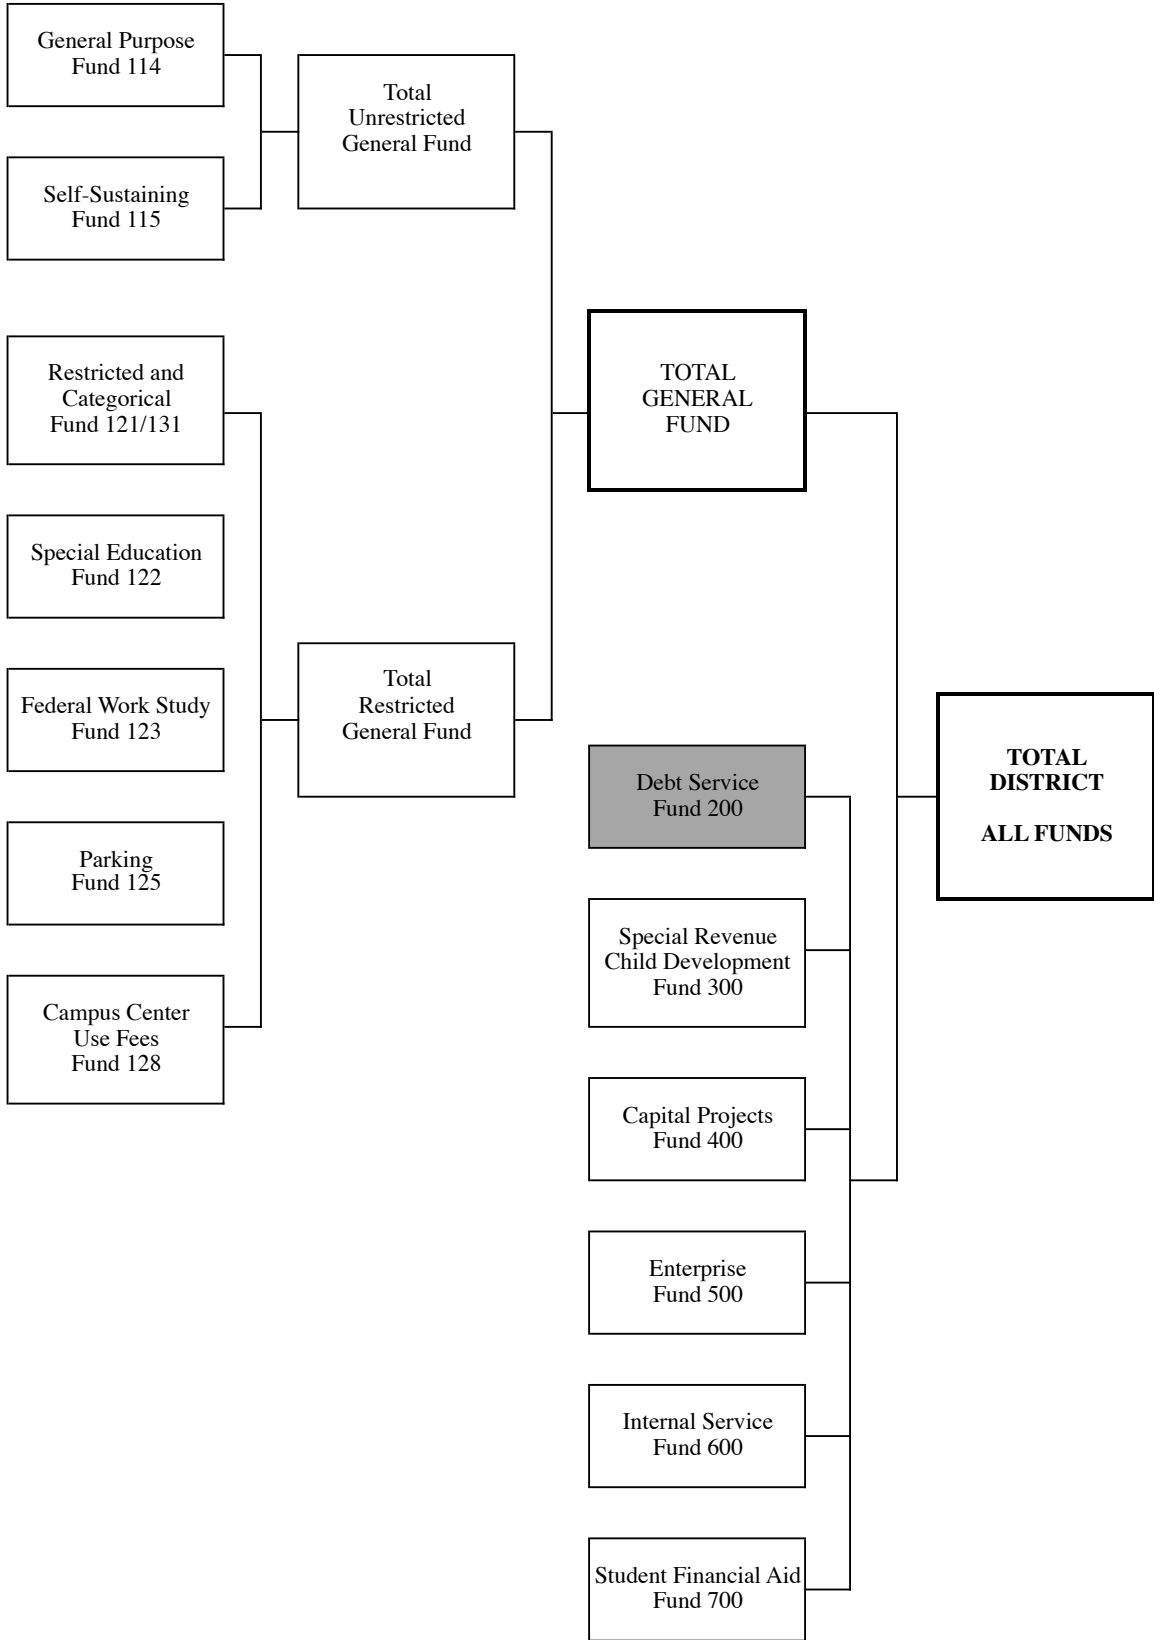 General Purpose
Fund 114
Self-Sustaining
Fund 115
Restricted and
Categorical
Fund 121/131
Special Education
Fund 122
Federal Work Study
Fund 123
Parking
Fund 125
Campus Center
Use Fees
Fund 128
Total
Unrestricted
General Fund
Total
Restricted
General Fund
TOTAL
GENERAL
FUND
Debt Service
Fund 200
Special Revenue
Child Development
Fund 300
Capital Projects
Fund 400
Enterprise
Fund 500
Internal Service
Fund 600
Student Financial Aid
Fund 700
TOTAL
DISTRICT
ALL FUNDS